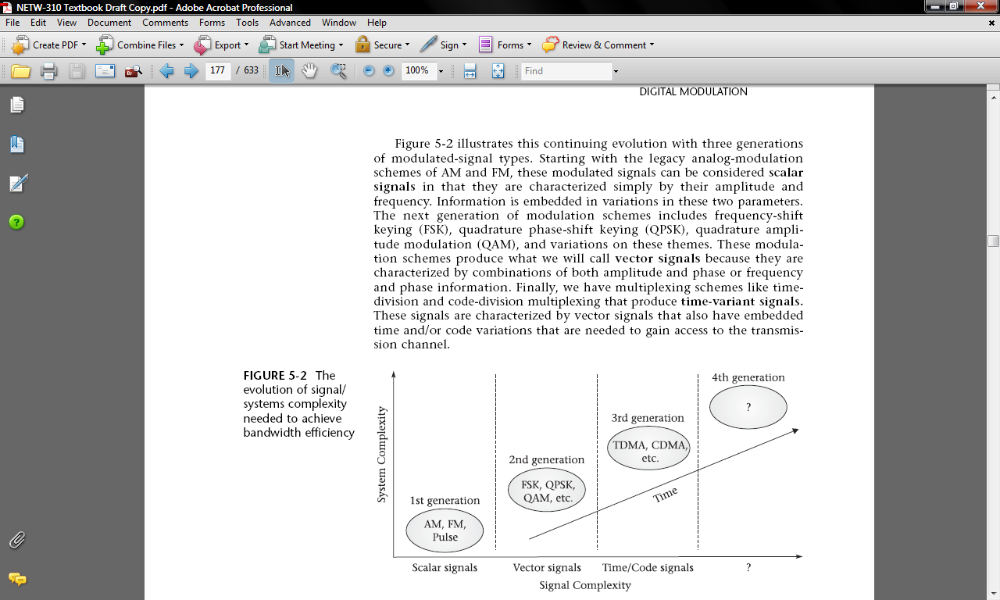 NETW-310 Textbook Draft Copy.pdf - Adobe Acrobat Professional
File Edit View Document Comments Forms Tools Advanced Window Help
Create PDF Combine Files Export Start Meeting Secure Sign Forms Review & Comment
Br 177 / 633 100% Find
DIGITAL MODULATION
Figure 5-2 illustrates this continuing evolution with three generations
of modulated-signal types. Starting with the legacy analog-modulation
schemes of AM and FM, these modulated signals can be considered scalar
signals in that they are characterized simply by their amplitude and
frequency. Information is embedded in variations in these two parameters.
The next generation of modulation schemes includes frequency-shift
keying (FSK), quadrature phase-shift keying (QPSK), quadrature ampli-
tude modulation (QAM), and variations on these themes. These modula-
tion schemes produce what we will call vector signals because they are
characterized by combinations of both amplitude and phase or frequency
and phase information. Finally, we have multiplexing schemes like time-
division and code-division multiplexing that produce time-variant signals.
These signals are characterized by vector signals that also have embedded
time and/or code variations that are needed to gain access to the transmis-
sion channel.
FIGURE 5-2 The
evolution of signal/
systems complexity
needed to achieve
bandwidth efficiency
System Complexity
1st generation
AM, FM,
Pulse
2nd generation
FSK, QPSK,
QAM, etc.
3rd generation
TDMA, CDMA,
etc.
4th generation
?
Time
Scalar signals
Vector signals
Time/Code signals
?
Signal Complexity